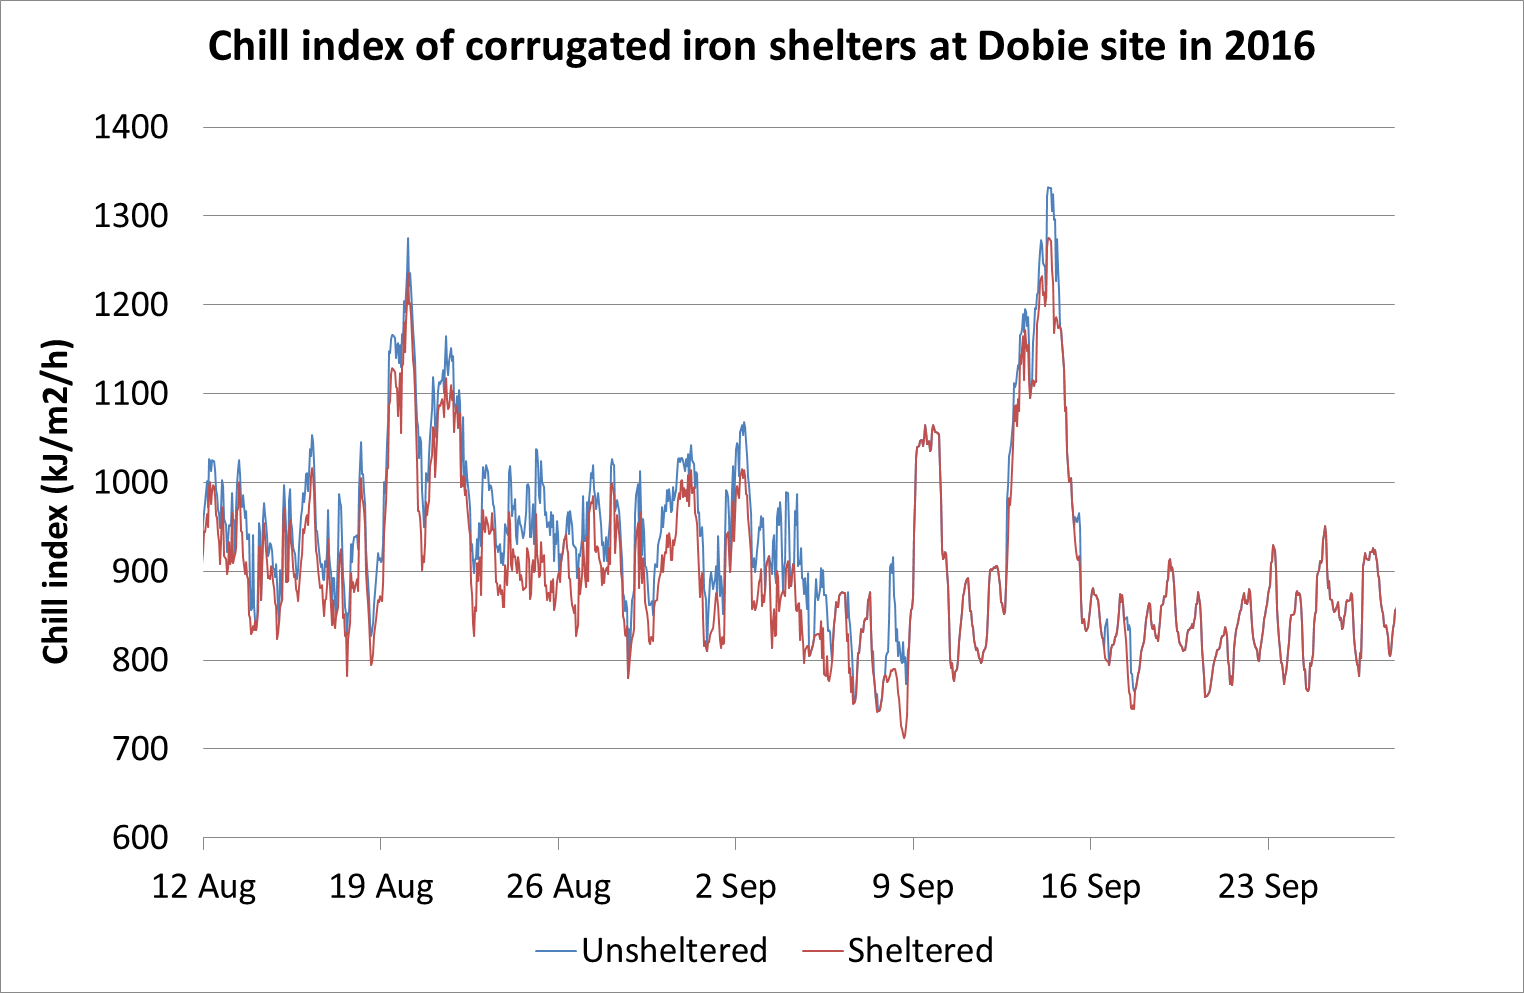 Chill index of corrugated iron shelters at Dobie site in 2016
Chill index (kJ/m2/h)
1400
1300
1200
1100
1000
900
800
700
600
12 Aug 19 Aug 26 Aug 2 Sep 9 Sep 16 Sep 23 Sep
Unsheltered Sheltered